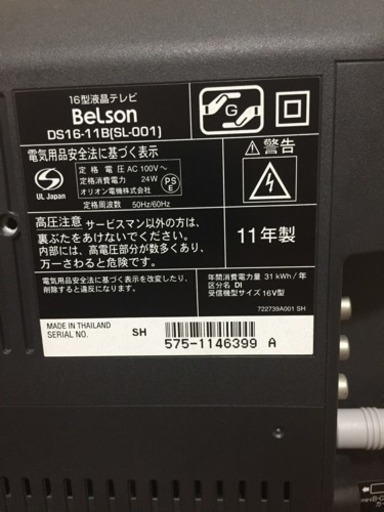 16型液晶テレビ
BeLson
DS16-11B[SL-001]
G
電気用品安全法に基づく表示
定格電圧 AC 100V~
定格消費電力 24W
オリオン電機株式会社
定格周波数 50Hz/60Hz
UL Japan
PS
E
警告
高圧注意 サービスマン以外の方は、
裏ぶたをあけないでください。
内部には、高電圧部分が数多くあり、
万一さわると危険です。
11年製
電気用品安全法に基づく表示を改変したり、
削除すると違反になります。
年間消費電力量 31 kWh/年
区分名 DI
受信機型サイズ 16V型
722739A001 SH
MADE IN THAILAND
SERIAL NO.
SH
575-1146399 A